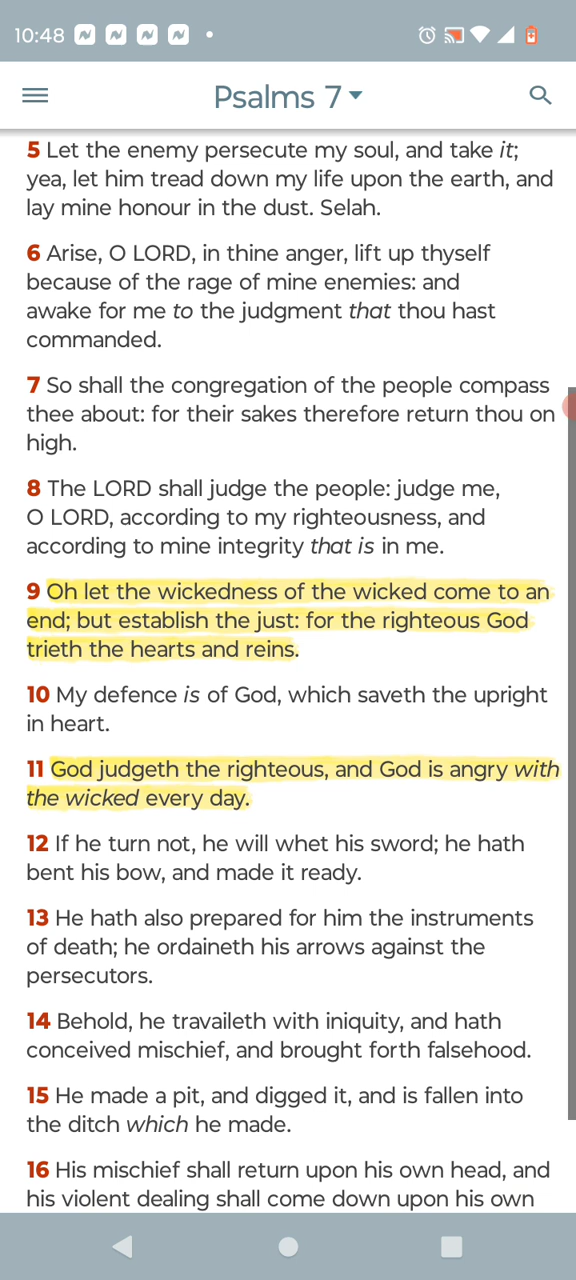 10:48
Psalms 7
5 Let the enemy persecute my soul, and take it;
yea, let him tread down my life upon the earth, and
lay mine honour in the dust. Selah.
6 Arise, O LORD, in thine anger, lift up thyself
because of the rage of mine enemies: and
awake for me to the judgment that thou hast
commanded.
7 So shall the congregation of the people compass
thee about: for their sakes therefore return thou on
high.
8 The LORD shall judge the people: judge me,
O LORD, according to my righteousness, and
according to mine integrity that is in me.
9 Oh let the wickedness of the wicked come to an
end; but establish the just: for the righteous God
trieth the hearts and reins.
10 My defence is of God, which saveth the upright
in heart.
11 God judgeth the righteous, and God is angry with
the wicked every day.
12 If he turn not, he will whet his sword; he hath
bent his bow, and made it ready.
13 He hath also prepared for him the instruments
of death; he ordaineth his arrows against the
persecutors.
14 Behold, he travaileth with iniquity, and hath
conceived mischief, and brought forth falsehood.
15 He made a pit, and digged it, and is fallen into
the ditch which he made.
16 His mischief shall return upon his own head, and
his violent dealing shall come down upon his own